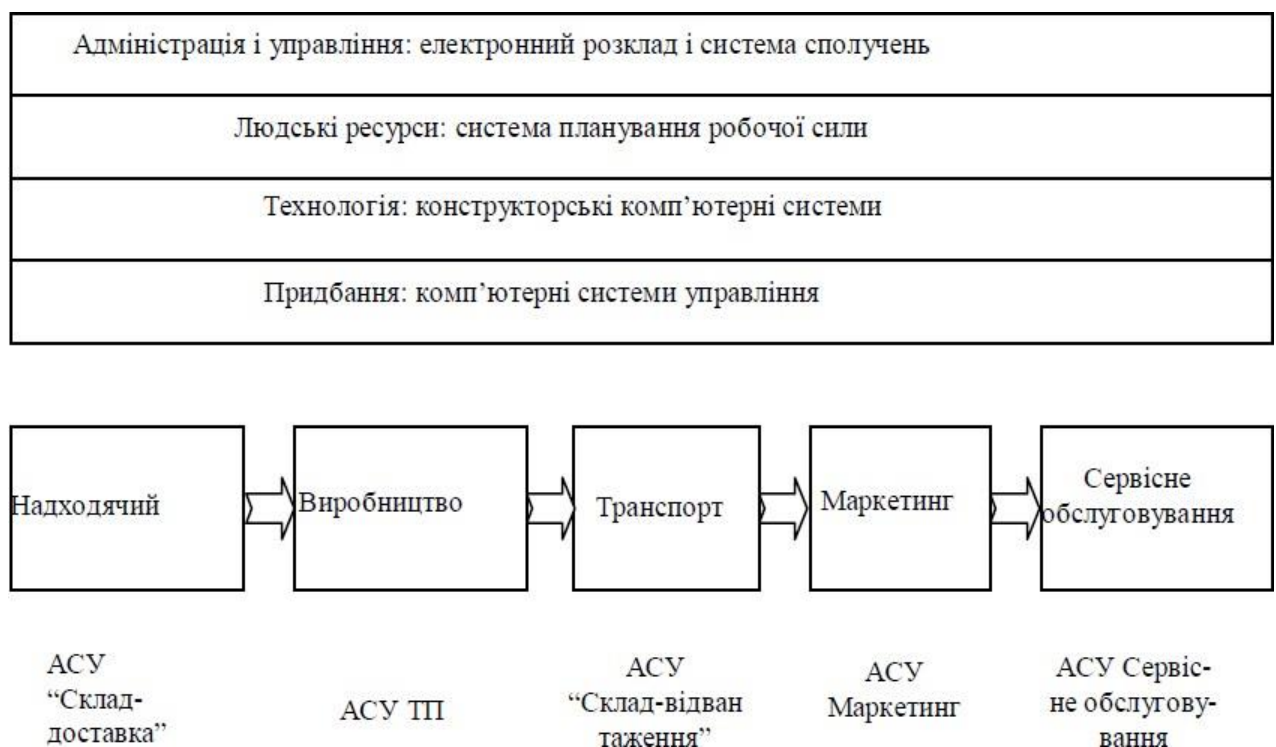 Адміністрація і управління: електронний розклад і система сполучень
Людські ресурси: система планування робочої сили
Технологія: конструкторські комп’ютерні системи
Придбання: комп’ютерні системи управління
Надходячий
Виробництво
Транспорт
Маркетинг
Сервісне
обслуговування
АСУ
“Склад-
доставка”
АСУ ТП
АСУ
“Склад-відван
таження”
АСУ
Маркетинг
АСУ Сервіс-
не обслугову-
вання